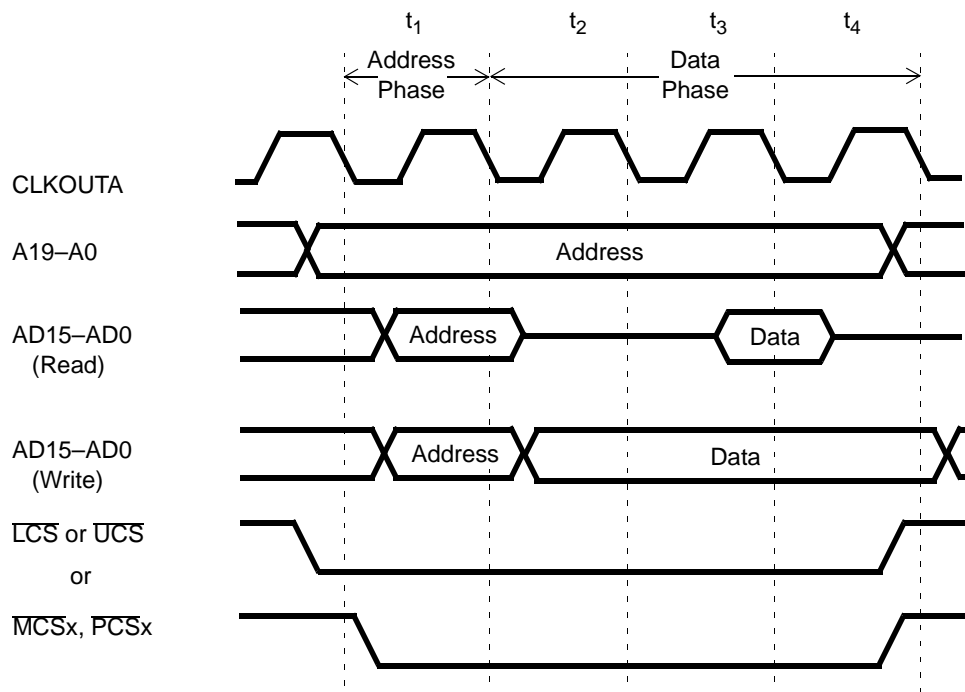 t1 t2 t3 t4
Address Phase
Data Phase
CLKOUTA
A19–A0
Address
AD15–AD0
(Read)
Address
Data
AD15–AD0
(Write)
Address
Data
LCS or UCS
or
MCSx, PCSx